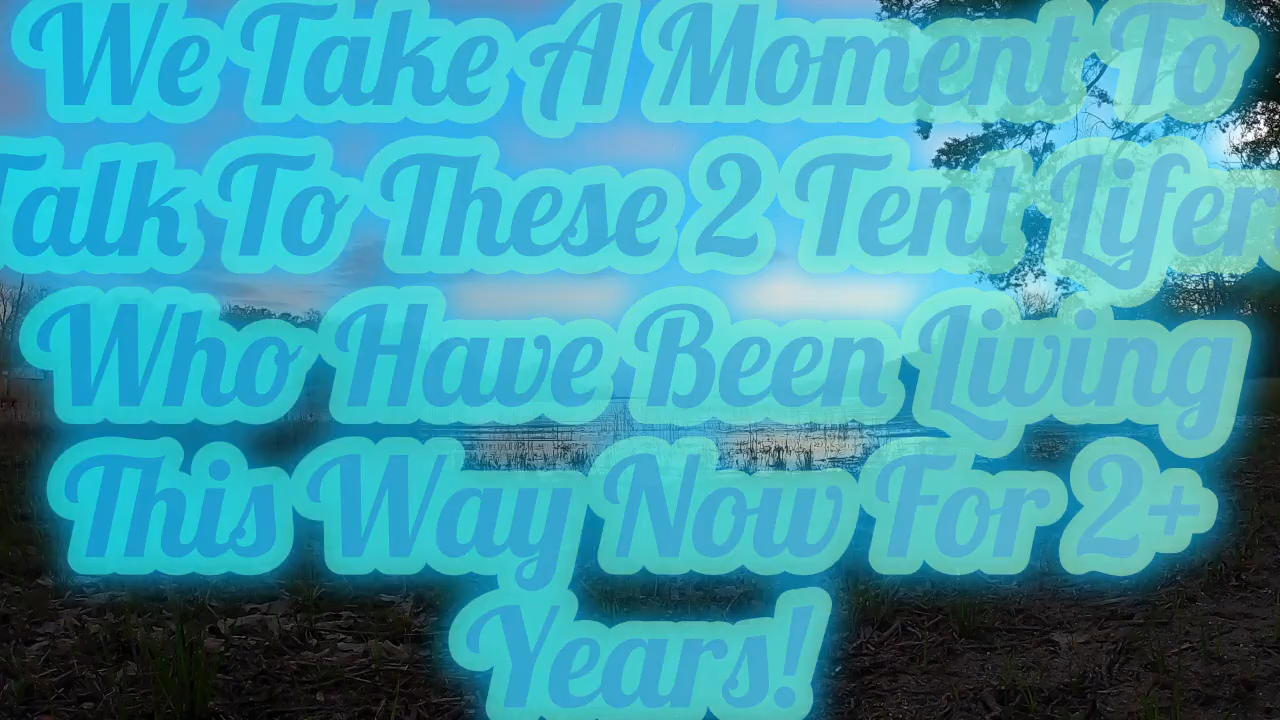 We Take A Moment To
Talk To These 2 Tent Lifer
Who Have Been Living
This Way Now For 2+
Years!